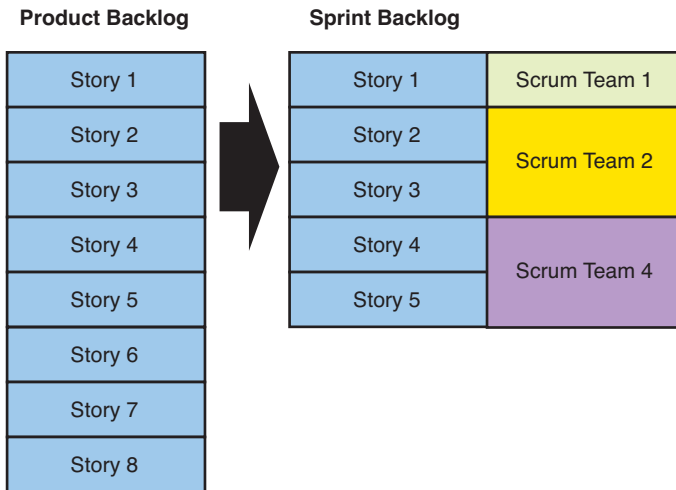 Product Backlog
Sprint Backlog
Story 1
Story 2
Story 3
Story 4
Story 5
Story 6
Story 7
Story 8
Story 1
Story 2
Story 3
Story 4
Story 5
Scrum Team 1
Scrum Team 2
Scrum Team 4